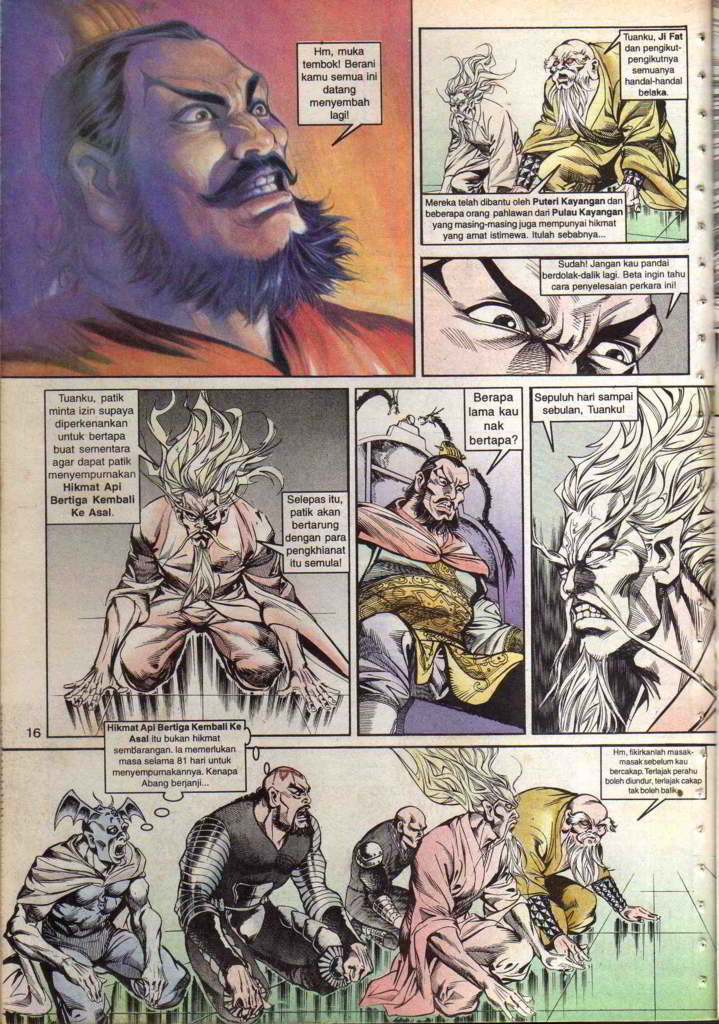 Hm, muka
tembok! Berani
kamu semua ini
datang
menyembah
lagi!
Tuanku, Ji Fat
dan pengikut-
pengikutnya
semuanya
handal-handal
belaka.
Mereka telah dibantu oleh Puteri Kayangan dan
beberapa orang pahlawan dari Pulau Kayangan
yang masing-masing juga mempunyai hikmat
yang amat istimewa. Itulah sebabnya...
Sudah! Jangan kau pandai
berdolak-dalik lagi. Beta ingin tahu
cara penyelesaian perkara ini!
Tuanku, patik
minta izin supaya
diperkenankan
untuk bertapa
buat sementara
agar dapat patik
menyempurnakan
Hikmat Api
Bertiga Kembali
Ke Asal.
Selepas itu,
patik akan
bertarung
dengan para
pengkhianat
itu semula!
Berapa
lama kau
nak
bertapa?
Sepuluh hari sampai
sebulan, Tuanku!
16
Hikmat Api Bertiga Kembali Ke
Asal itu bukan hikmat
sembarangan. Ia memerlukan
masa selama 81 hari untuk
menyempurnakannya. Kenapa
Abang berjanji...
Hm, fikirkanlah masak-
masak sebelum kau
bercakap. Terlajak perahu
boleh diundur, terlajak cakap
tak boleh balik.